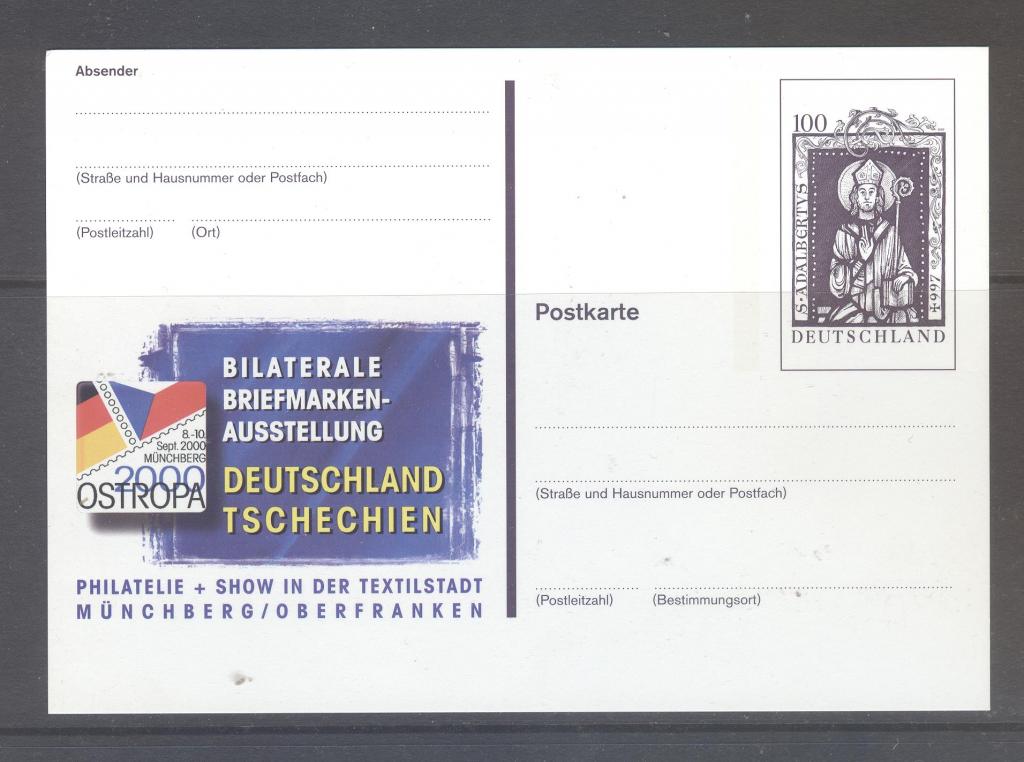 Absender
(Straße und Hausnummer oder Postfach)
(Postleitzahl) (Ort)
BILATERALE
BRIEFMARKEN-
AUSSTELLUNG
DEUTSCHLAND
TSCHECHIEN
8.-10.
Sept. 2000
MÜNCHBERG
2000
OSTROPA
PHILATELIE + SHOW IN DER TEXTILSTADT
MÜNCHBERG/OBERFRANKEN
100
S·ADALBERTVS
‡997
DEUTSCHLAND
Postkarte
(Straße und Hausnummer oder Postfach)
(Postleitzahl) (Bestimmungsort)